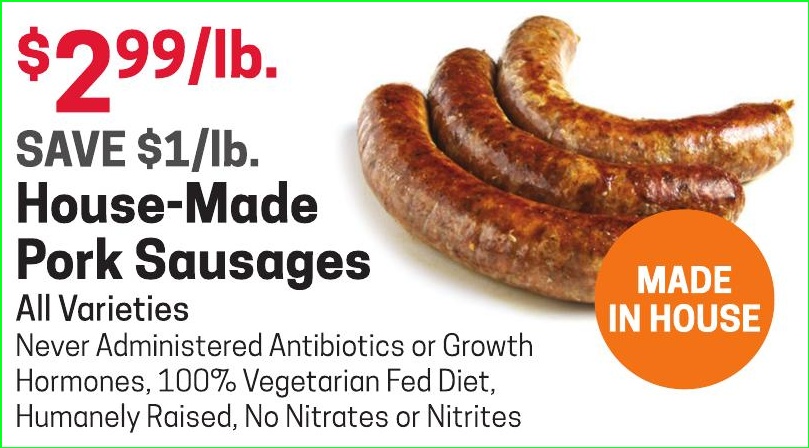 $2.99/lb.
SAVE $1/lb.
House-Made
Pork Sausages
All Varieties
Never Administered Antibiotics or Growth
Hormones, 100% Vegetarian Fed Diet,
Humanely Raised, No Nitrates or Nitrites
MADE
IN HOUSE